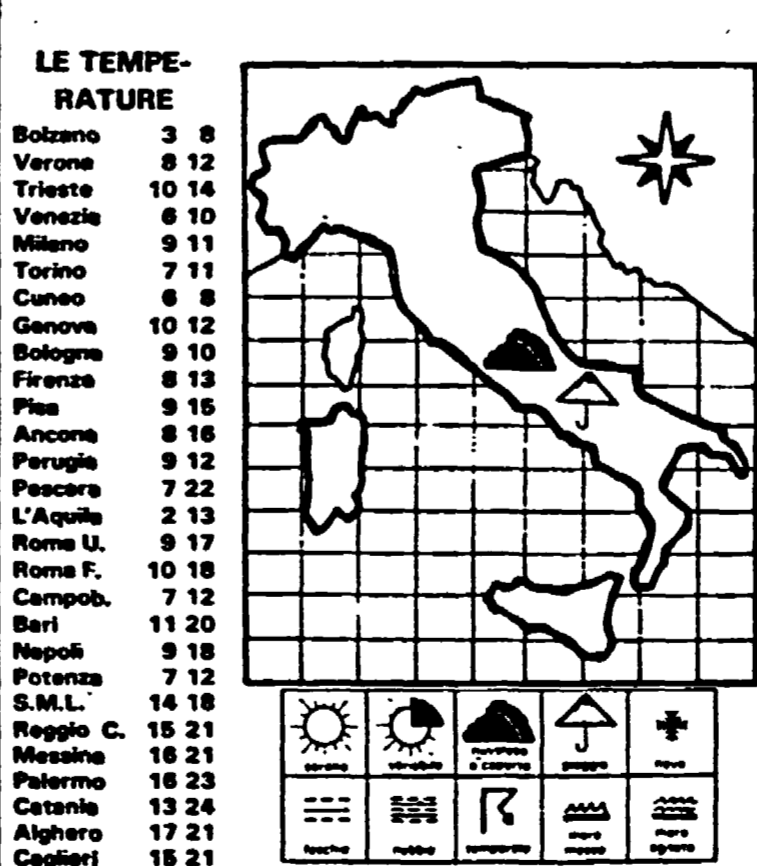 LE TEMPE-
RATURE
Bolzano 3 8
Verona 8 12
Trieste 10 14
Venezia 6 10
Milano 9 11
Torino 7 11
Cuneo 6 8
Genova 10 12
Bologna 9 10
Firenze 8 13
Pisa 9 15
Ancona 8 16
Perugia 9 12
Pescara 7 22
L'Aquila 2 13
Roma U. 9 17
Roma F. 10 18
Campob. 7 12
Bari 11 20
Napoli 9 18
Potenza 7 12
S.M.L. 14 18
Reggio C. 15 21
Messina 16 21
Palermo 16 23
Catania 13 24
Alghero 17 21
Cagliari 15 21
sereno variabile nuvoloso o coperto pioggia neve
foschia nebbia temporale mare mosso mare agitato